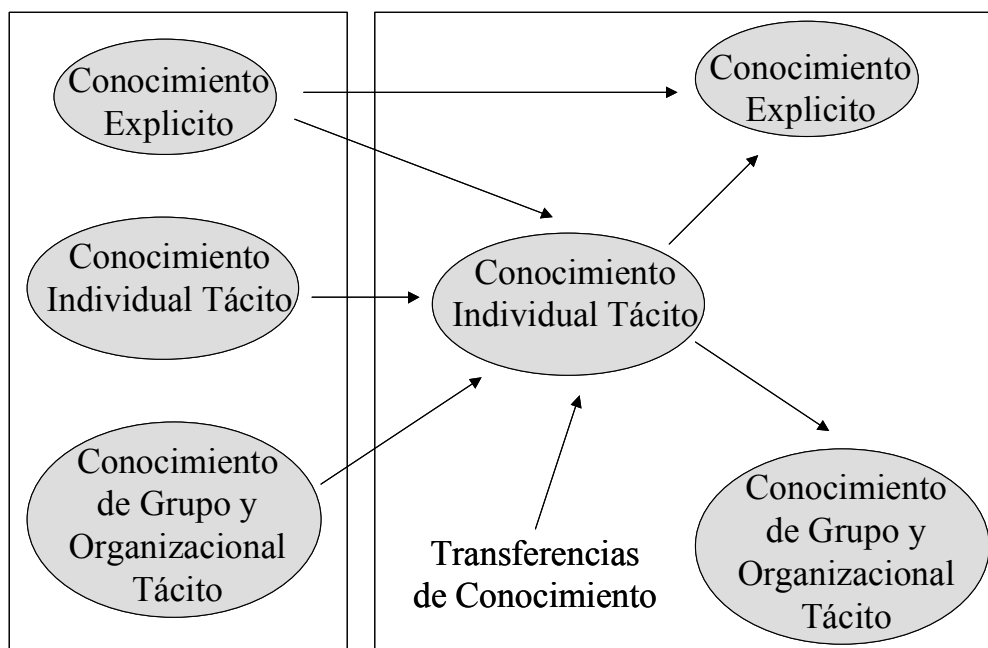 Conocimiento
Explicito
Conocimiento
Individual Tácito
Conocimiento
de Grupo y
Organizacional
Tácito
Conocimiento
Explicito
Conocimiento
Individual Tácito
Transferencias
de Conocimiento
Conocimiento
de Grupo y
Organizacional
Tácito